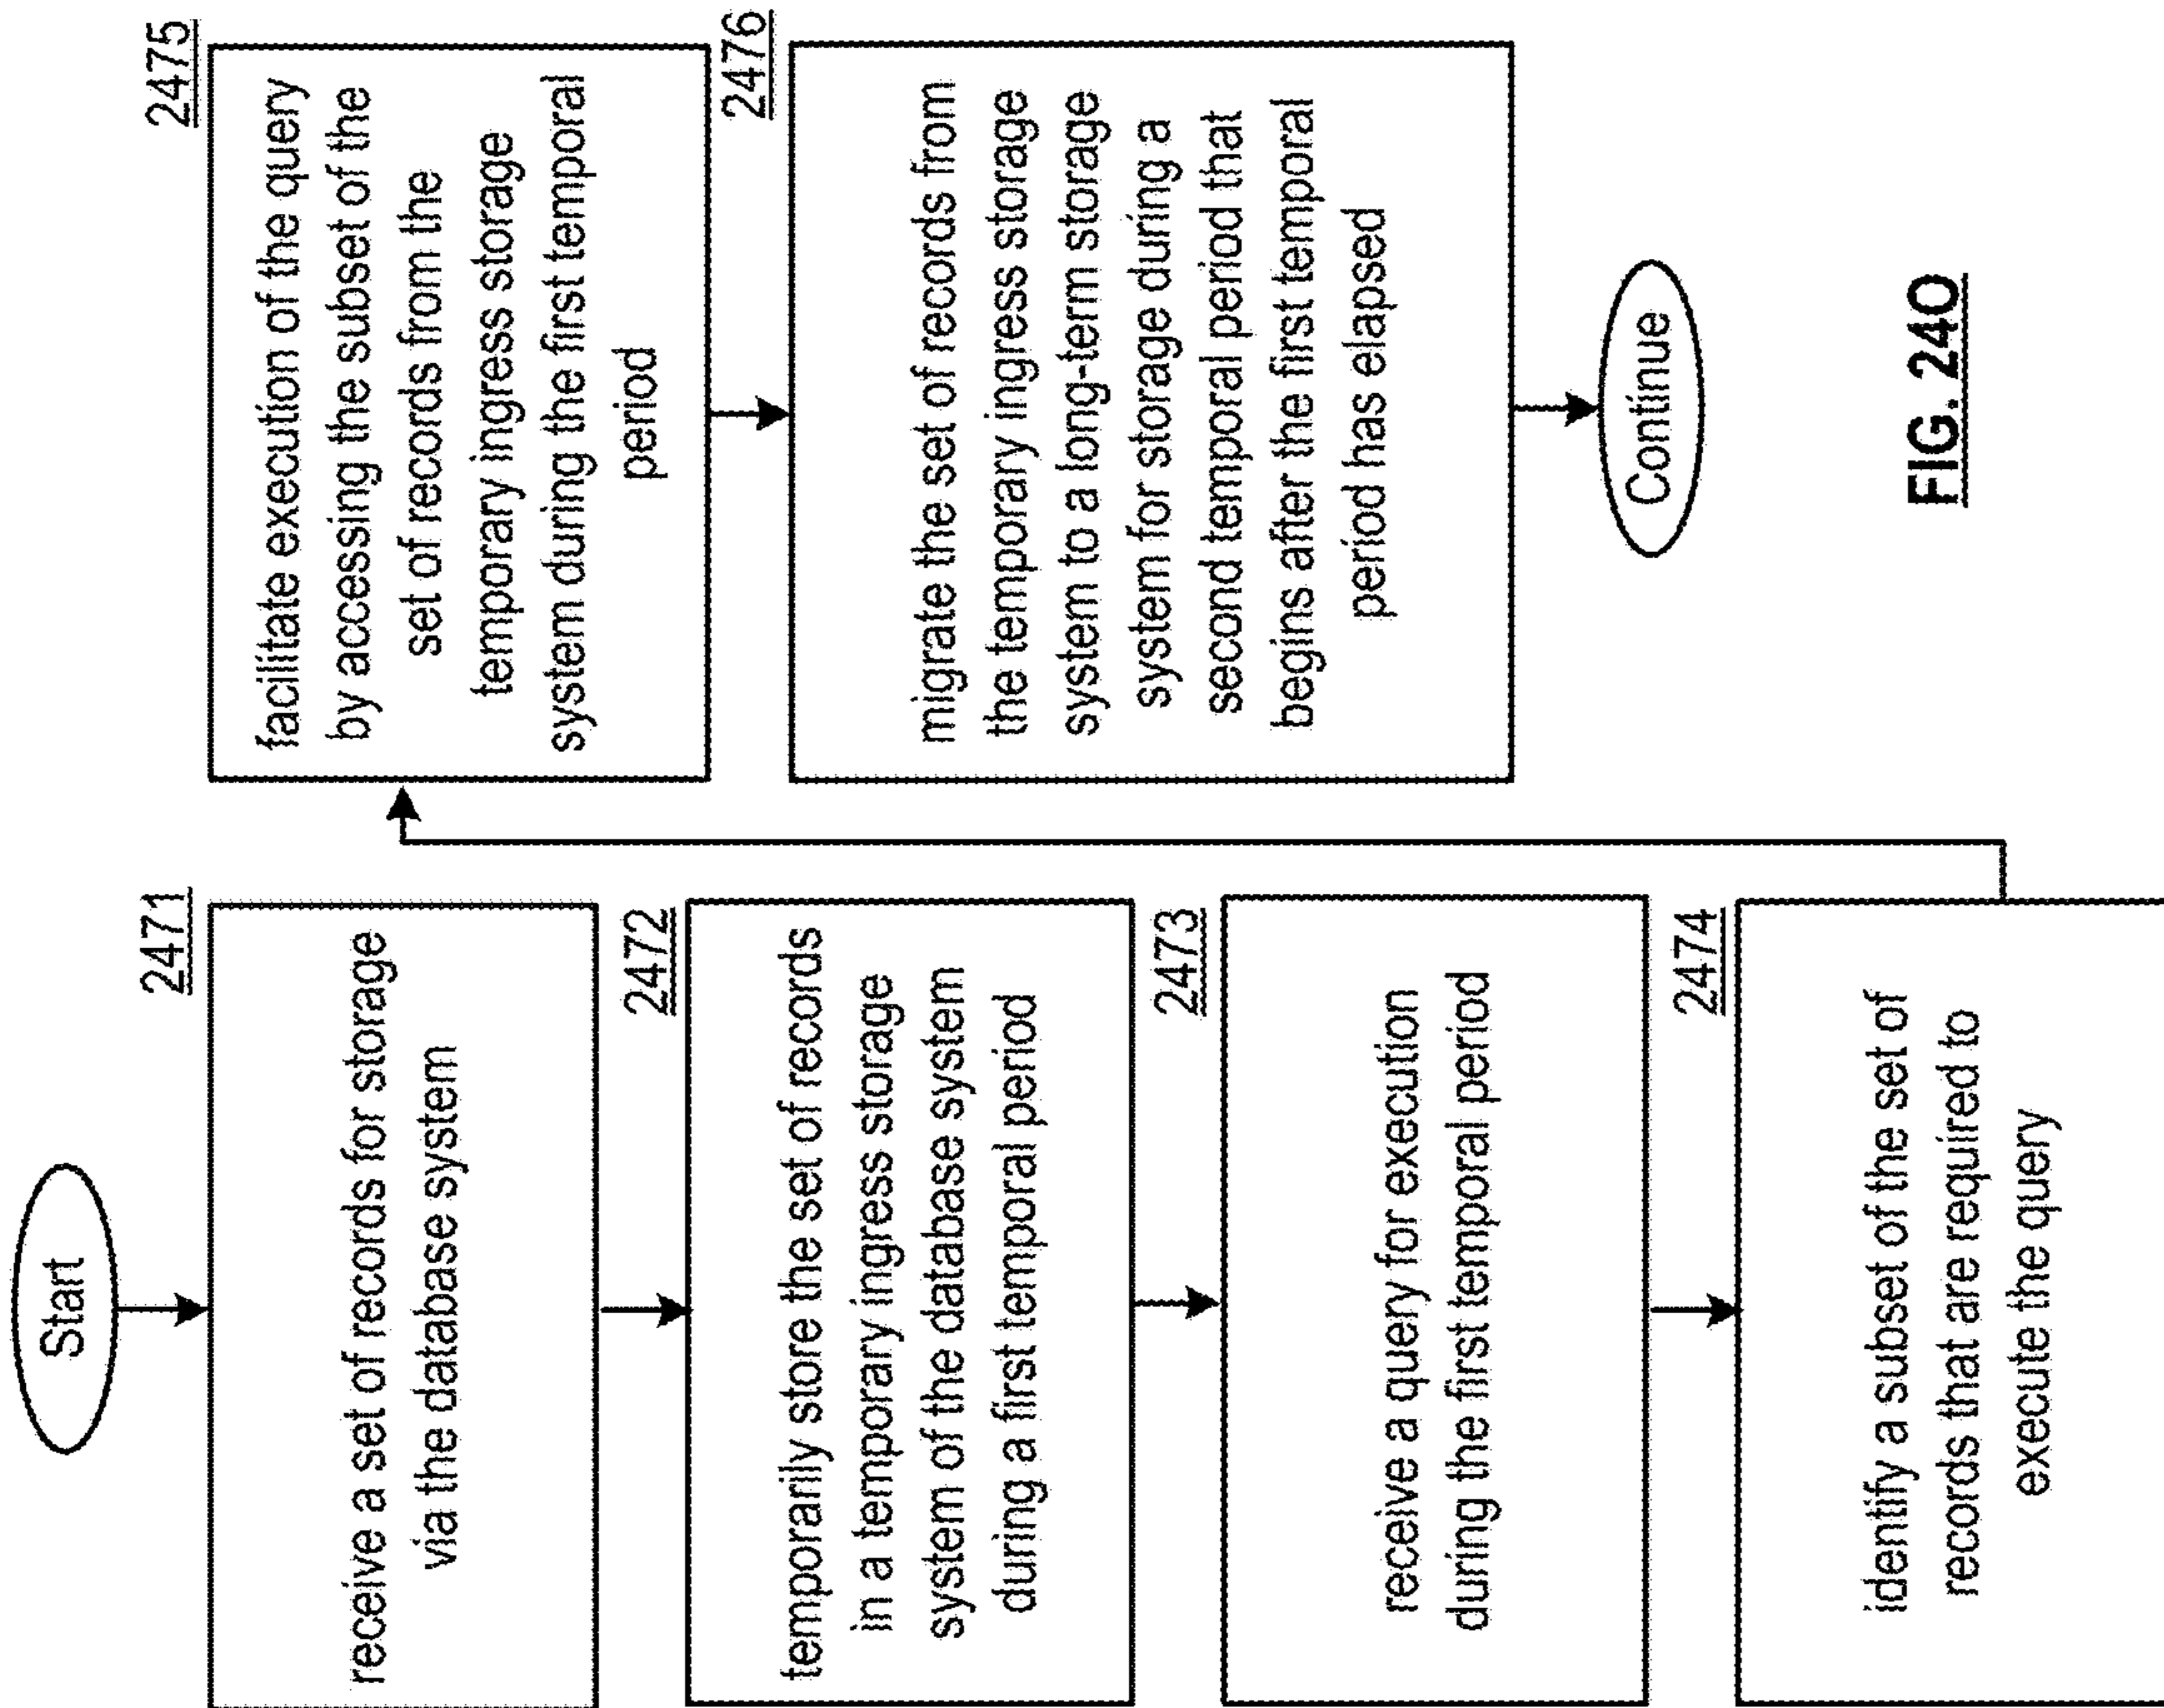 Start
2471
receive a set of records for storage
via the database system
2472
temporarily store the set of records
in a temporary ingress storage
system of the database system
during a first temporal period
2473
receive a query for execution
during the first temporal period
2474
identify a subset of the set of
records that are required to
execute the query
2475
facilitate execution of the query
by accessing the subset of the
set of records from the
temporary ingress storage
system during the first temporal
period
2476
migrate the set of records from
the temporary ingress storage
system to a long-term storage
system for storage during a
second temporal period that
begins after the first temporal
period has elapsed
Continue
FIG. 24O